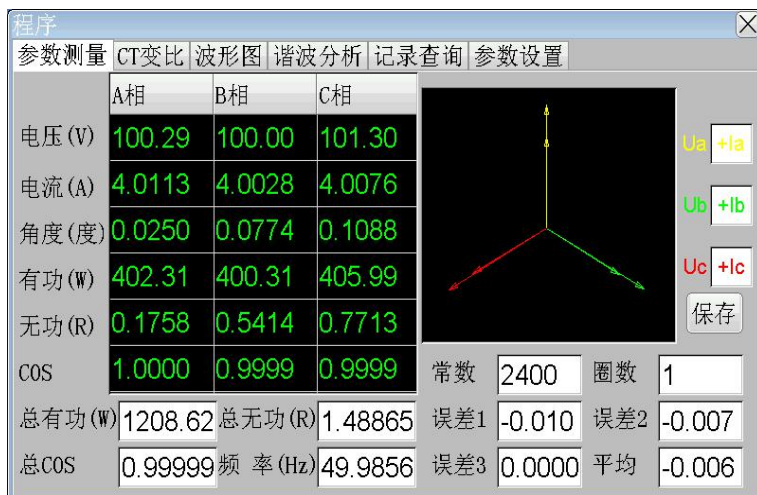 程序
参数测量 CT变比 波形图 谐波分析 记录查询 参数设置
A相 B相 C相
电压(V) 100.29 100.00 101.30
Ua +Ia
电流(A) 4.0113 4.0028 4.0076
Ub +Ib
角度(度) 0.0250 0.0774 0.1088
有功(W) 402.31 400.31 405.99
Uc +Ic
无功(R) 0.1758 0.5414 0.7713
保存
COS 1.0000 0.9999 0.9999 常数 2400 圈数 1
总有功(W) 1208.62 总无功(R) 1.48865 误差1 -0.010 误差2 -0.007
总COS 0.99999 频 率(Hz) 49.9856 误差3 0.0000 平均 -0.006